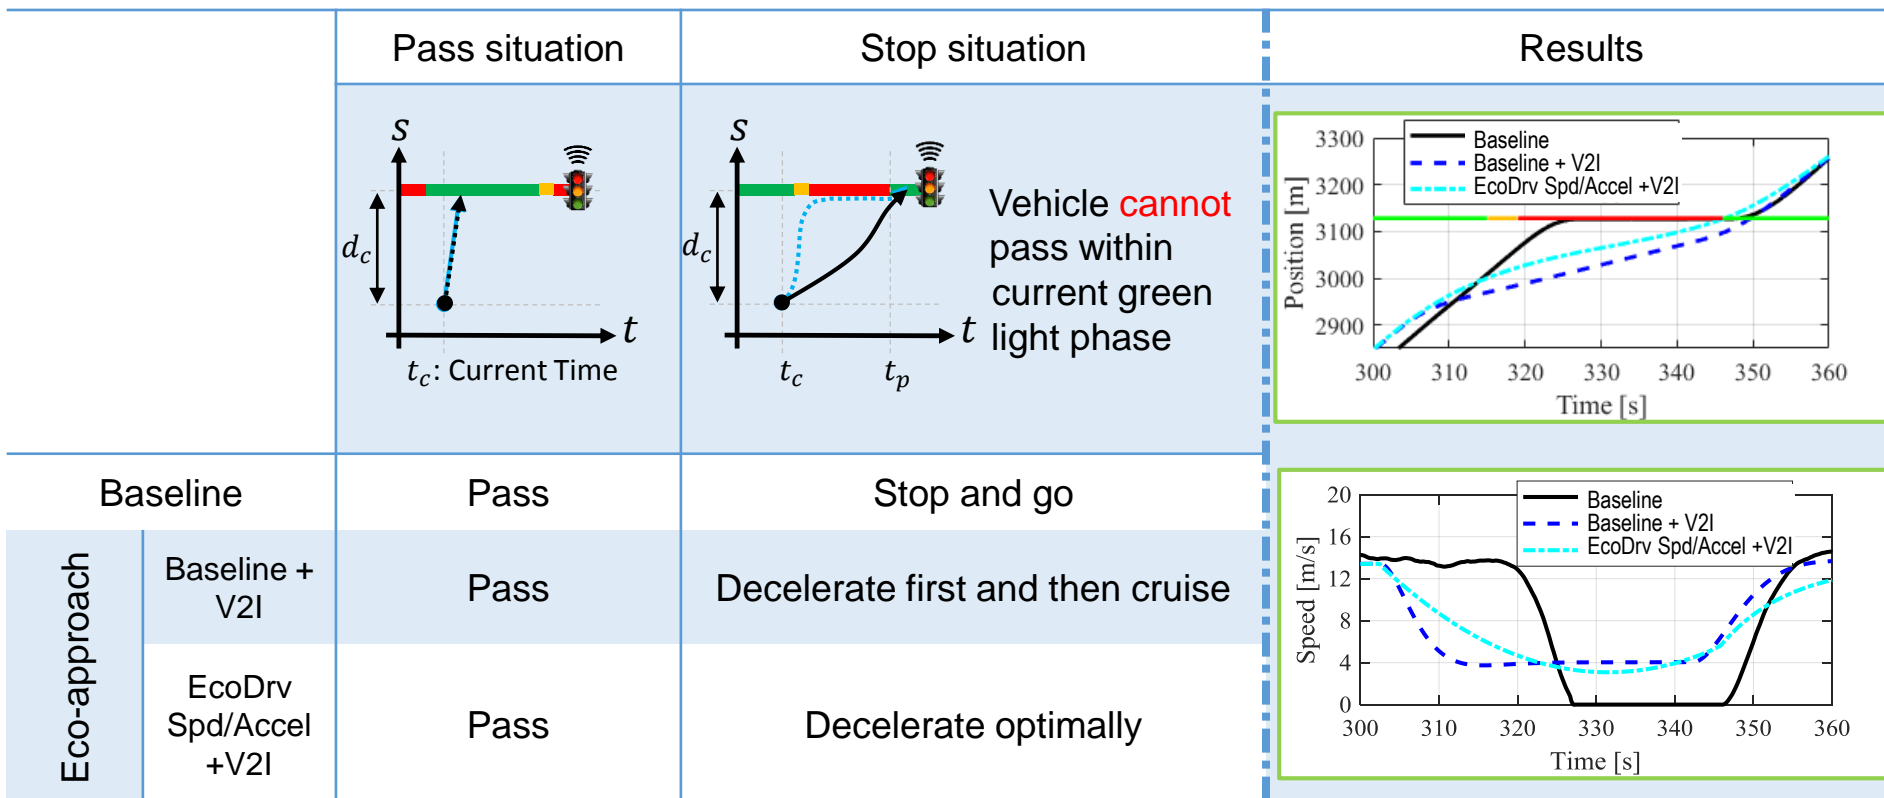 Pass situation
Stop situation
Results
s
d_c
t
t_c: Current Time
s
d_c
t
t_c
t_p
Vehicle cannot
pass within
current green
light phase
Baseline
Baseline + V2I
EcoDrv Spd/Accel +V2I
3300
3200
3100
3000
2900
Position [m]
300 310 320 330 340 350 360
Time [s]
Baseline
Pass
Stop and go
Eco-approach
Baseline +
V2I
Pass
Decelerate first and then cruise
EcoDrv
Spd/Accel
+V2I
Pass
Decelerate optimally
Baseline
Baseline + V2I
EcoDrv Spd/Accel +V2I
20
16
12
8
4
0
Speed [m/s]
300 310 320 330 340 350 360
Time [s]